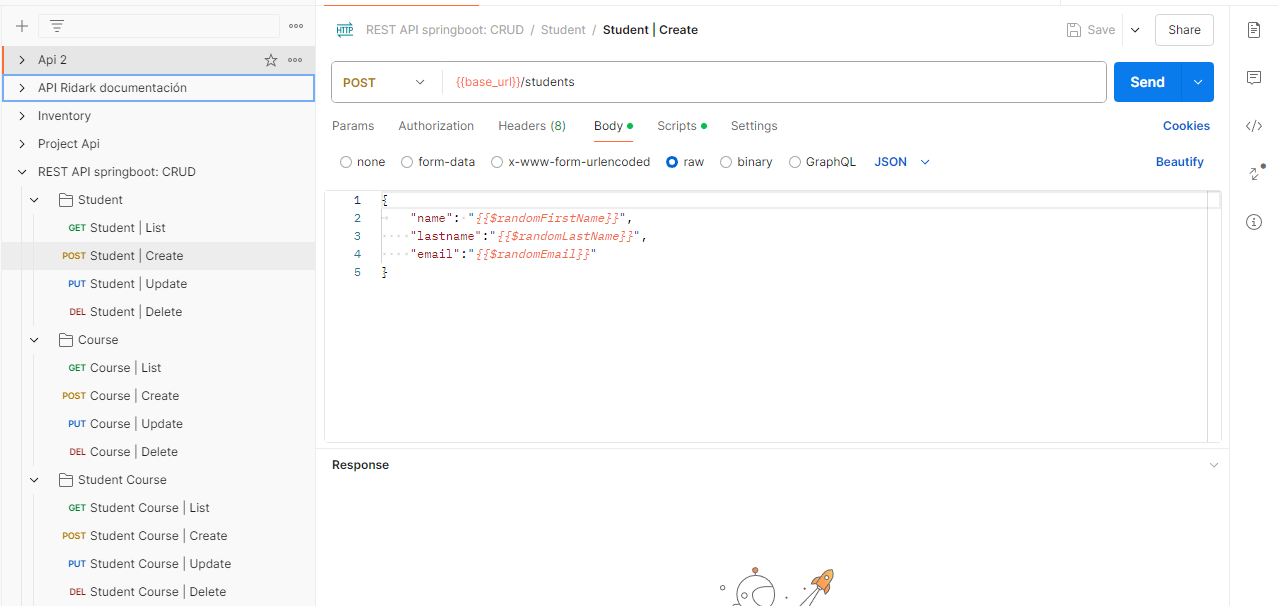 Api 2
API Ridark documentación
Inventory
Project Api
REST API springboot: CRUD
Student
GET Student | List
POST Student | Create
PUT Student | Update
DEL Student | Delete
Course
GET Course | List
POST Course | Create
PUT Course | Update
DEL Course | Delete
Student Course
GET Student Course | List
POST Student Course | Create
PUT Student Course | Update
DEL Student Course | Delete
HTTP REST API springboot: CRUD / Student / Student | Create
Save
Share
POST {{base_url}}/students
Send
Params Authorization Headers (8) Body Scripts Settings
Cookies
none form-data x-www-form-urlencoded raw binary GraphQL JSON
Beautify
1 {
2 "name": "{{$randomFirstName}}",
3 "lastname":"{{$randomLastName}}",
4 "email":"{{$randomEmail}}"
5 }
Response